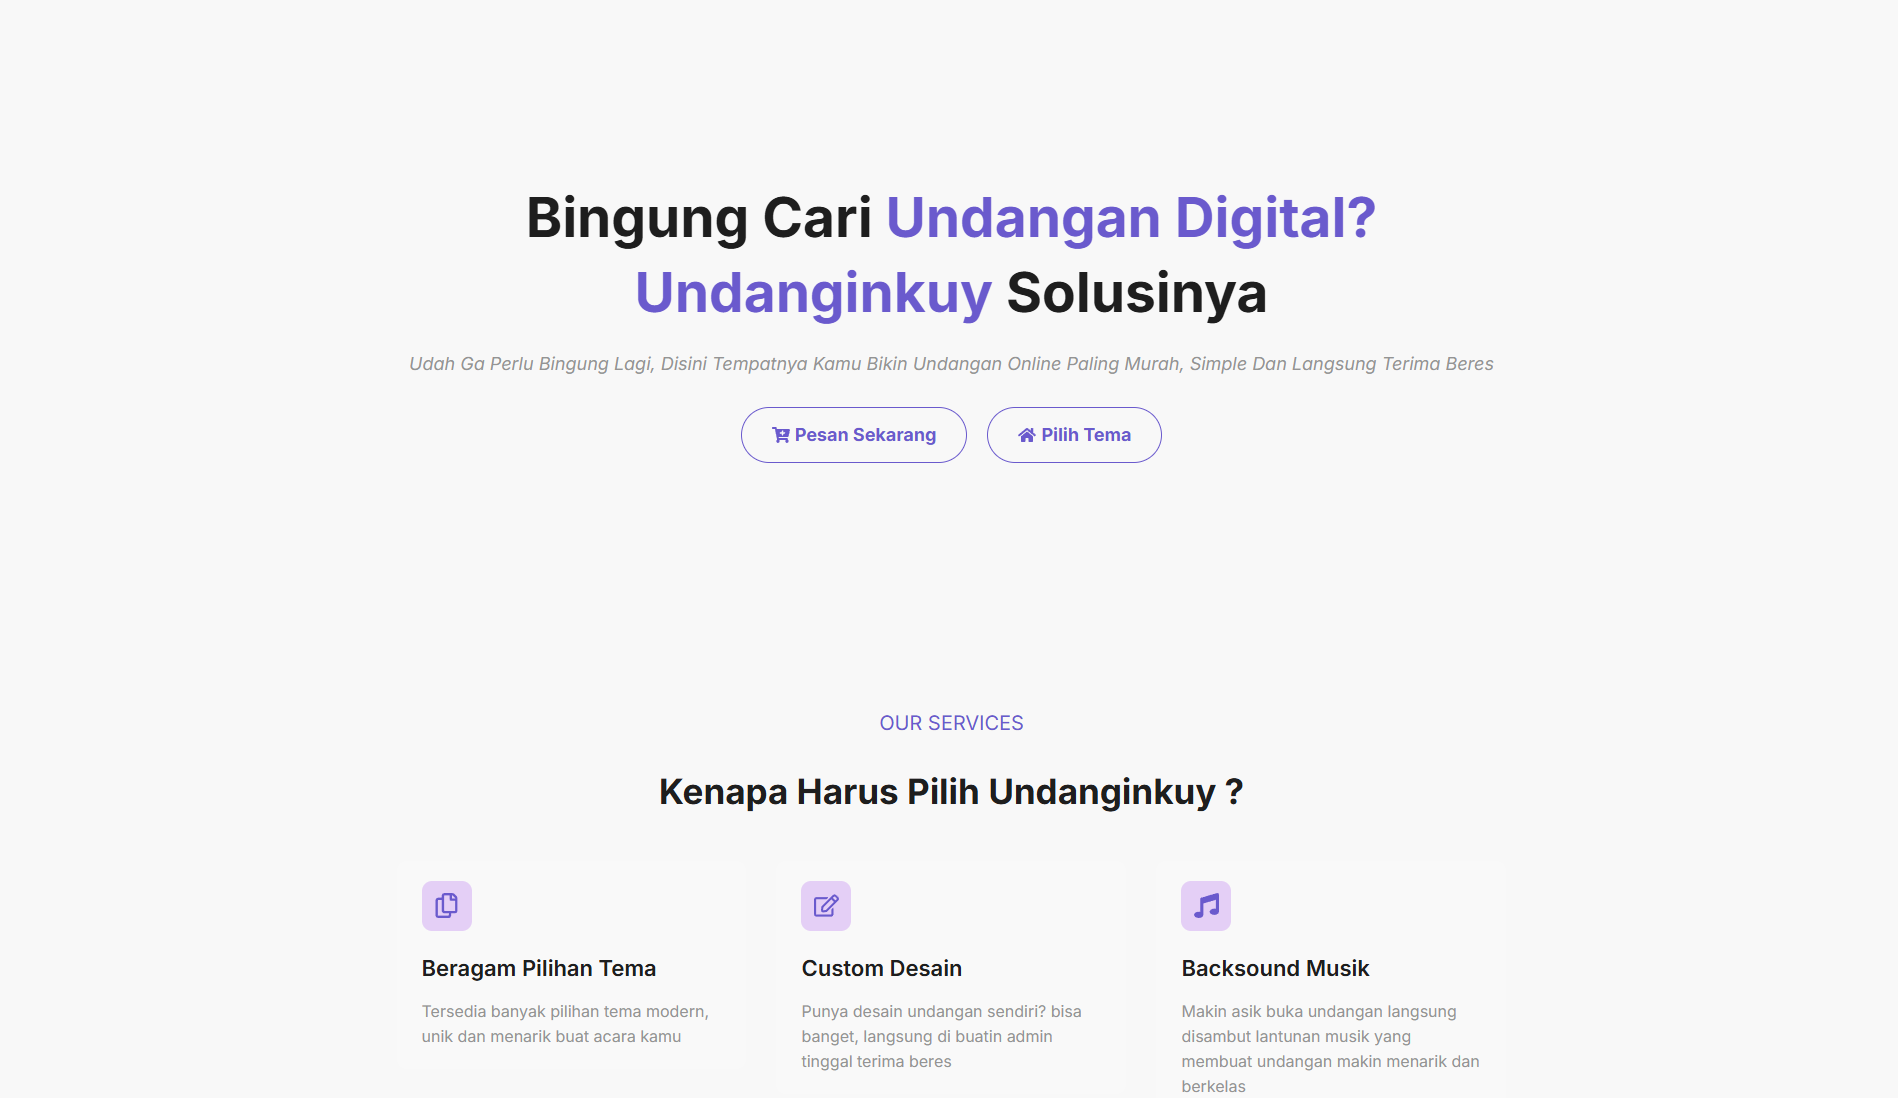 Bingung Cari Undangan Digital?
Undanginkuy Solusinya
Udah Ga Perlu Bingung Lagi, Disini Tempatnya Kamu Bikin Undangan Online Paling Murah, Simple Dan Langsung Terima Beres
Pesan Sekarang
Pilih Tema
OUR SERVICES
Kenapa Harus Pilih Undanginkuy ?
Beragam Pilihan Tema
Tersedia banyak pilihan tema modern,
unik dan menarik buat acara kamu
Custom Desain
Punya desain undangan sendiri? bisa
banget, langsung di buatin admin
tinggal terima beres
Backsound Musik
Makin asik buka undangan langsung
disambut lantunan musik yang
membuat undangan makin menarik dan
berkelas